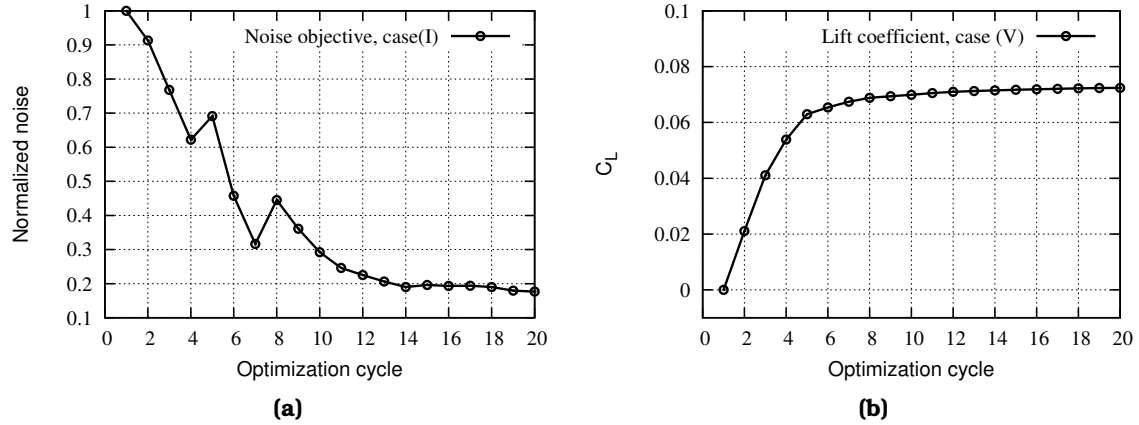 Normalized noise
1
0.9
0.8
0.7
0.6
0.5
0.4
0.3
0.2
0.1
Noise objective, case(I)
0 2 4 6 8 10 12 14 16 18 20
Optimization cycle
(a)
C_L
0.1
0.08
0.06
0.04
0.02
0
Lift coefficient, case (V)
0 2 4 6 8 10 12 14 16 18 20
Optimization cycle
(b)